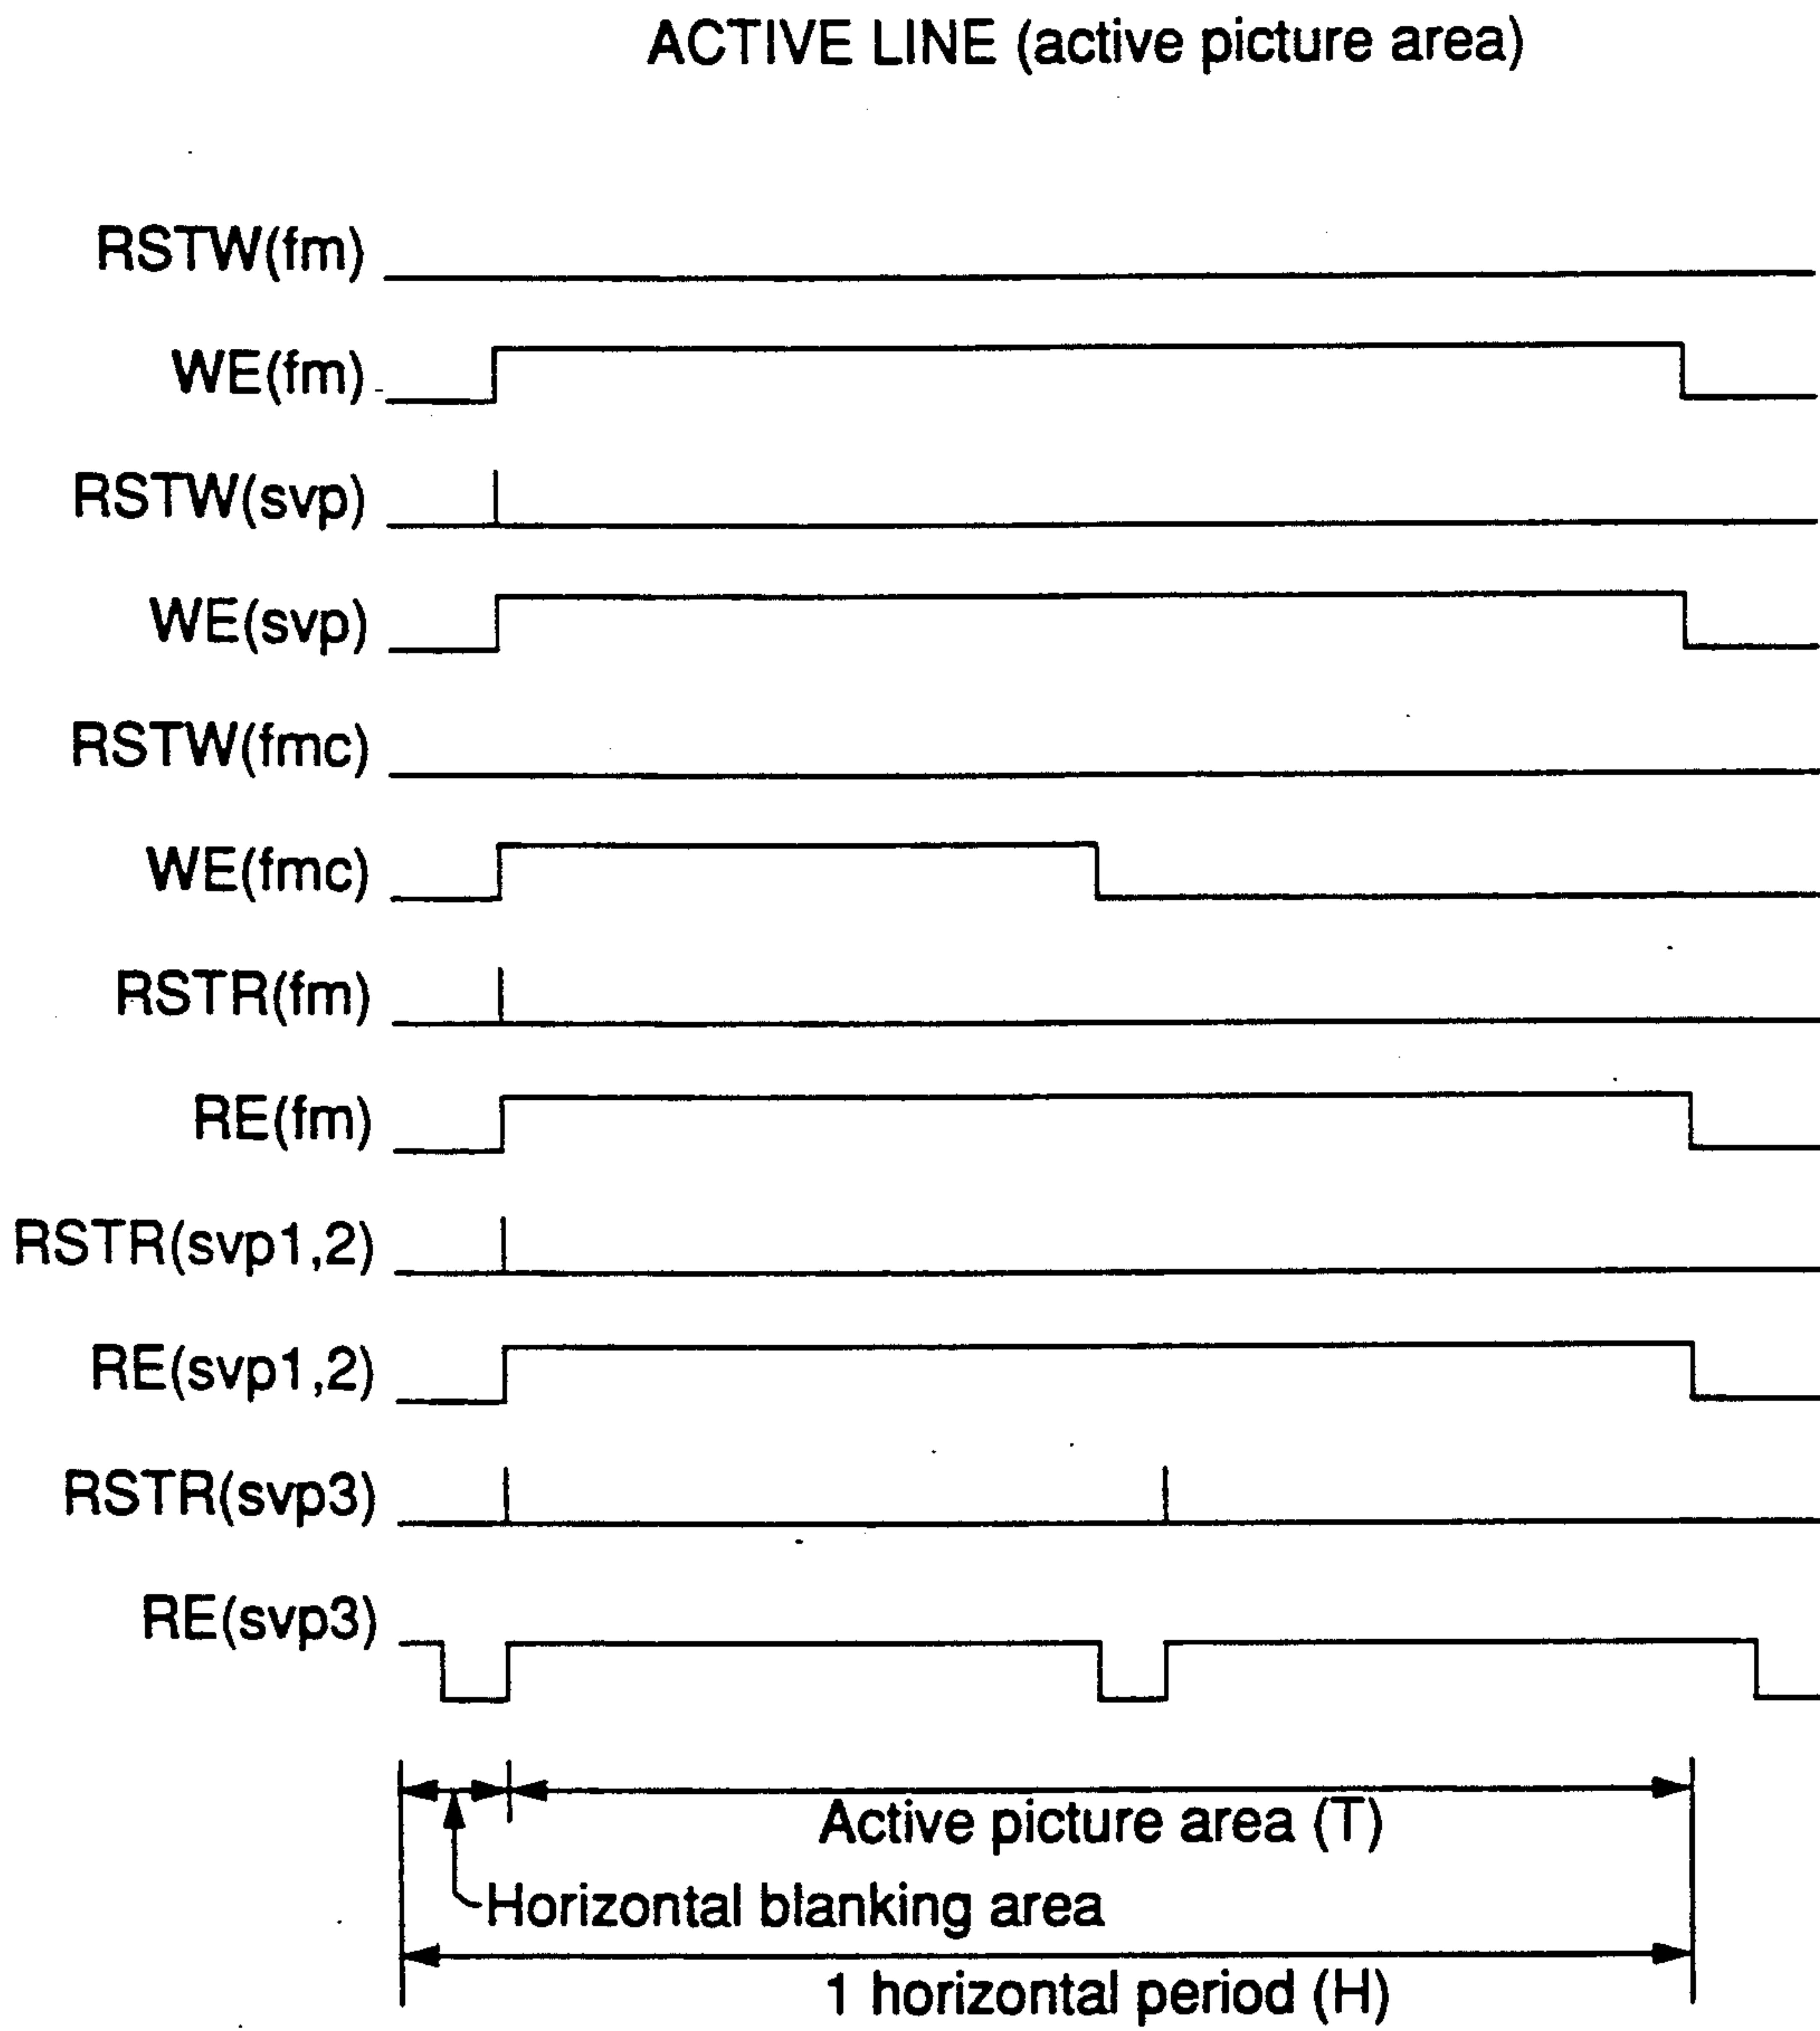 ACTIVE LINE (active picture area)
RSTW(fm)
WE(fm)
RSTW(svp)
WE(svp)
RSTW(fmc)
WE(fmc)
RSTR(fm)
RE(fm)
RSTR(svp1,2)
RE(svp1,2)
RSTR(svp3)
RE(svp3)
Active picture area (T)
Horizontal blanking area
1 horizontal period (H)